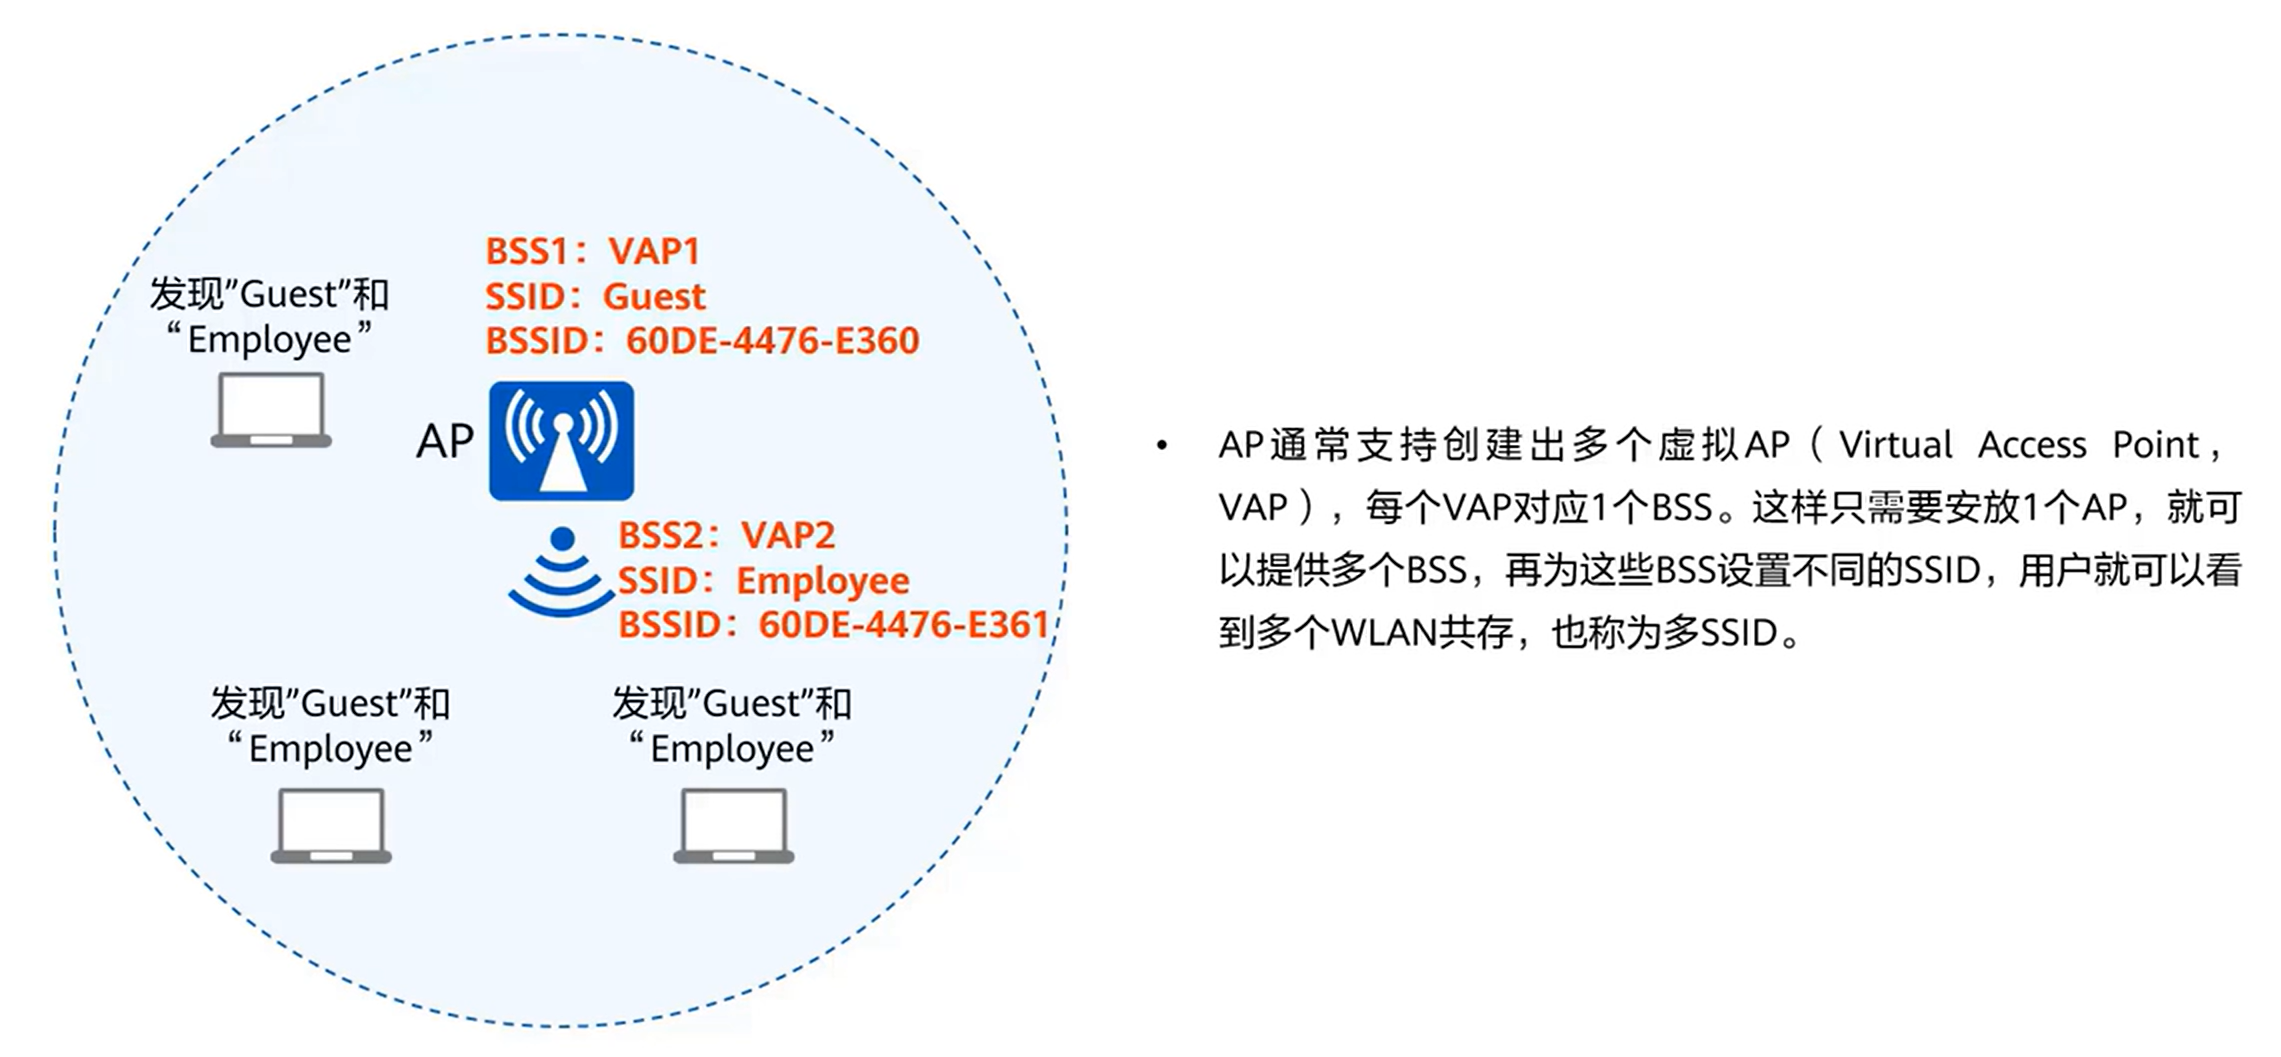 BSS1：VAP1
SSID：Guest
BSSID：60DE-4476-E360
发现”Guest”和
“Employee”
AP
BSS2：VAP2
SSID：Employee
BSSID：60DE-4476-E361
发现”Guest”和
“Employee”
发现”Guest”和
“Employee”
• AP通常支持创建出多个虚拟AP（Virtual Access Point，
VAP），每个VAP对应1个BSS。这样只需要安放1个AP，就可
以提供多个BSS，再为这些BSS设置不同的SSID，用户就可以看
到多个WLAN共存，也称为多SSID。